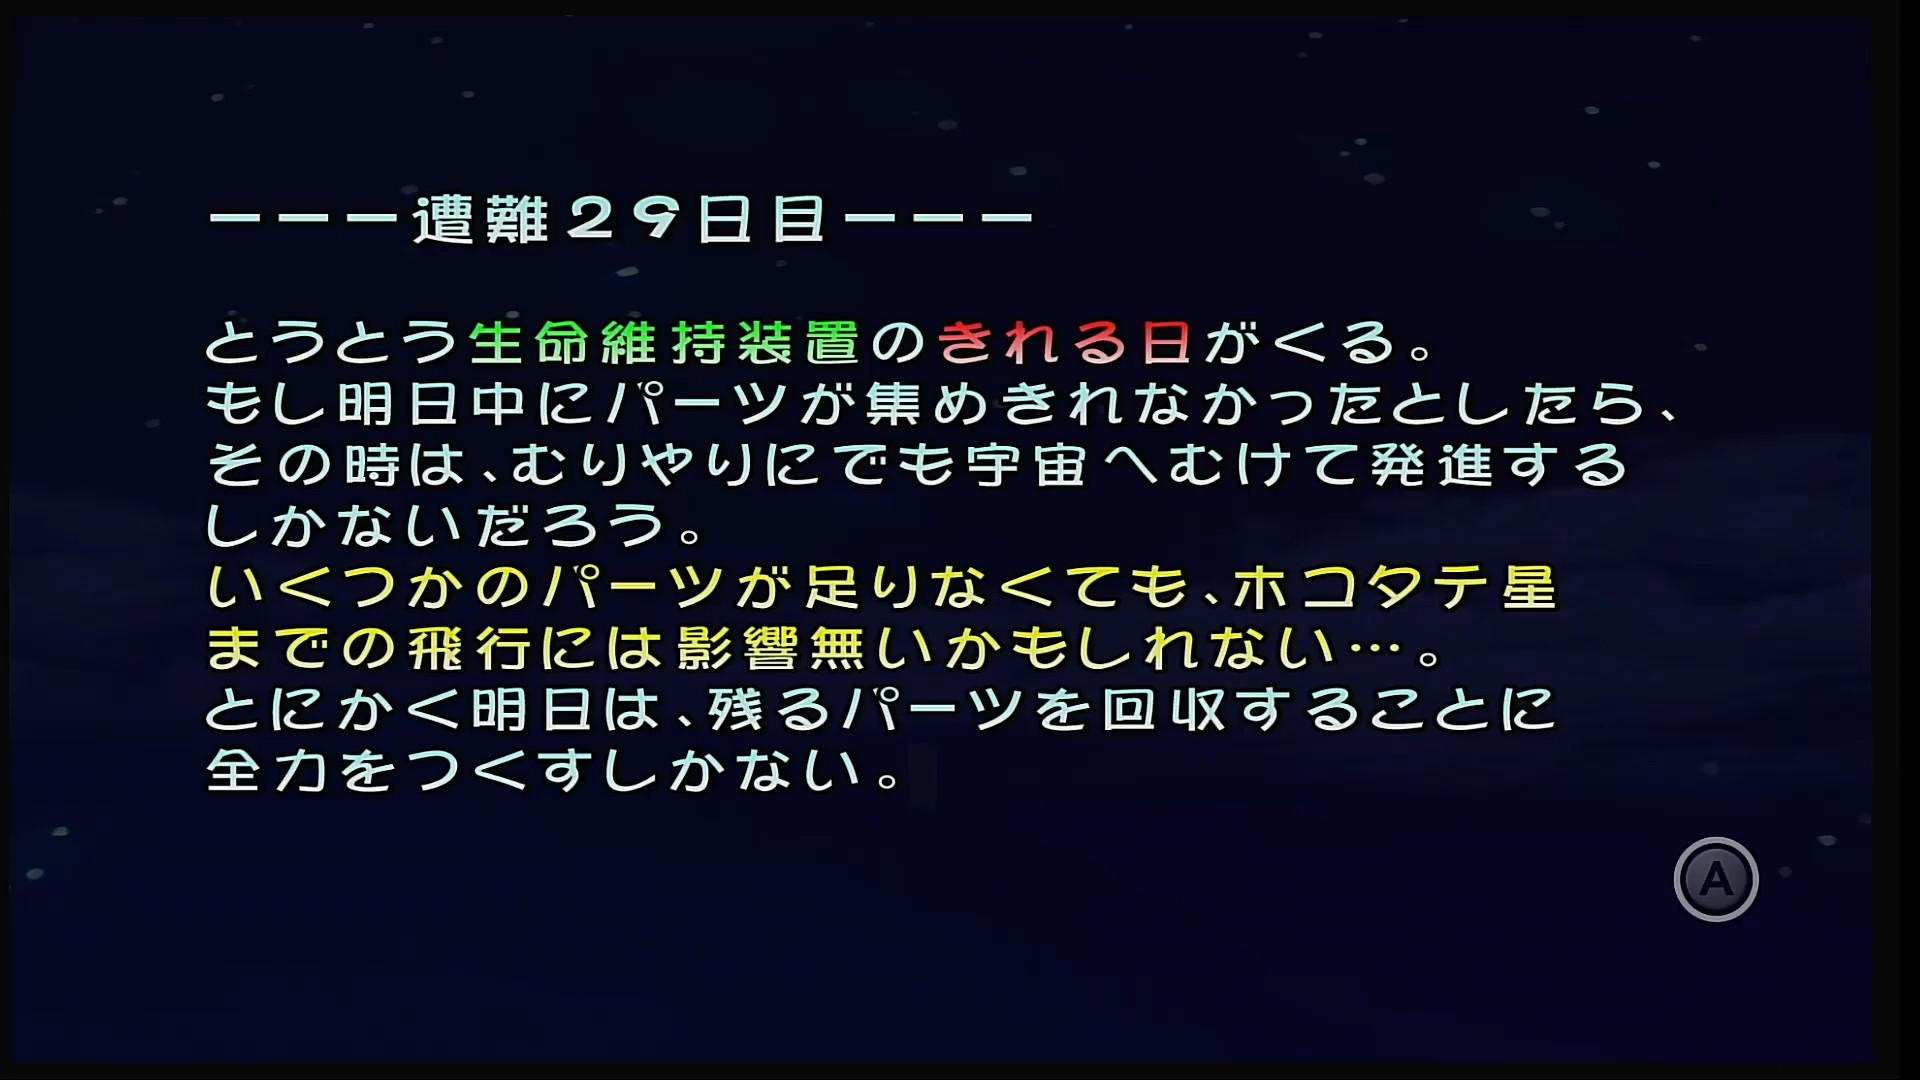 ーーー遭難２９日目ーーー
とうとう生命維持装置のきれる日がくる。
もし明日中にパーツが集めきれなかったとしたら、
その時は、むりやりにでも宇宙へむけて発進する
しかないだろう。
いくつかのパーツが足りなくても、ホコタテ星
までの飛行には影響無いかもしれない…。
とにかく明日は、残るパーツを回収することに
全力をつくすしかない。
A